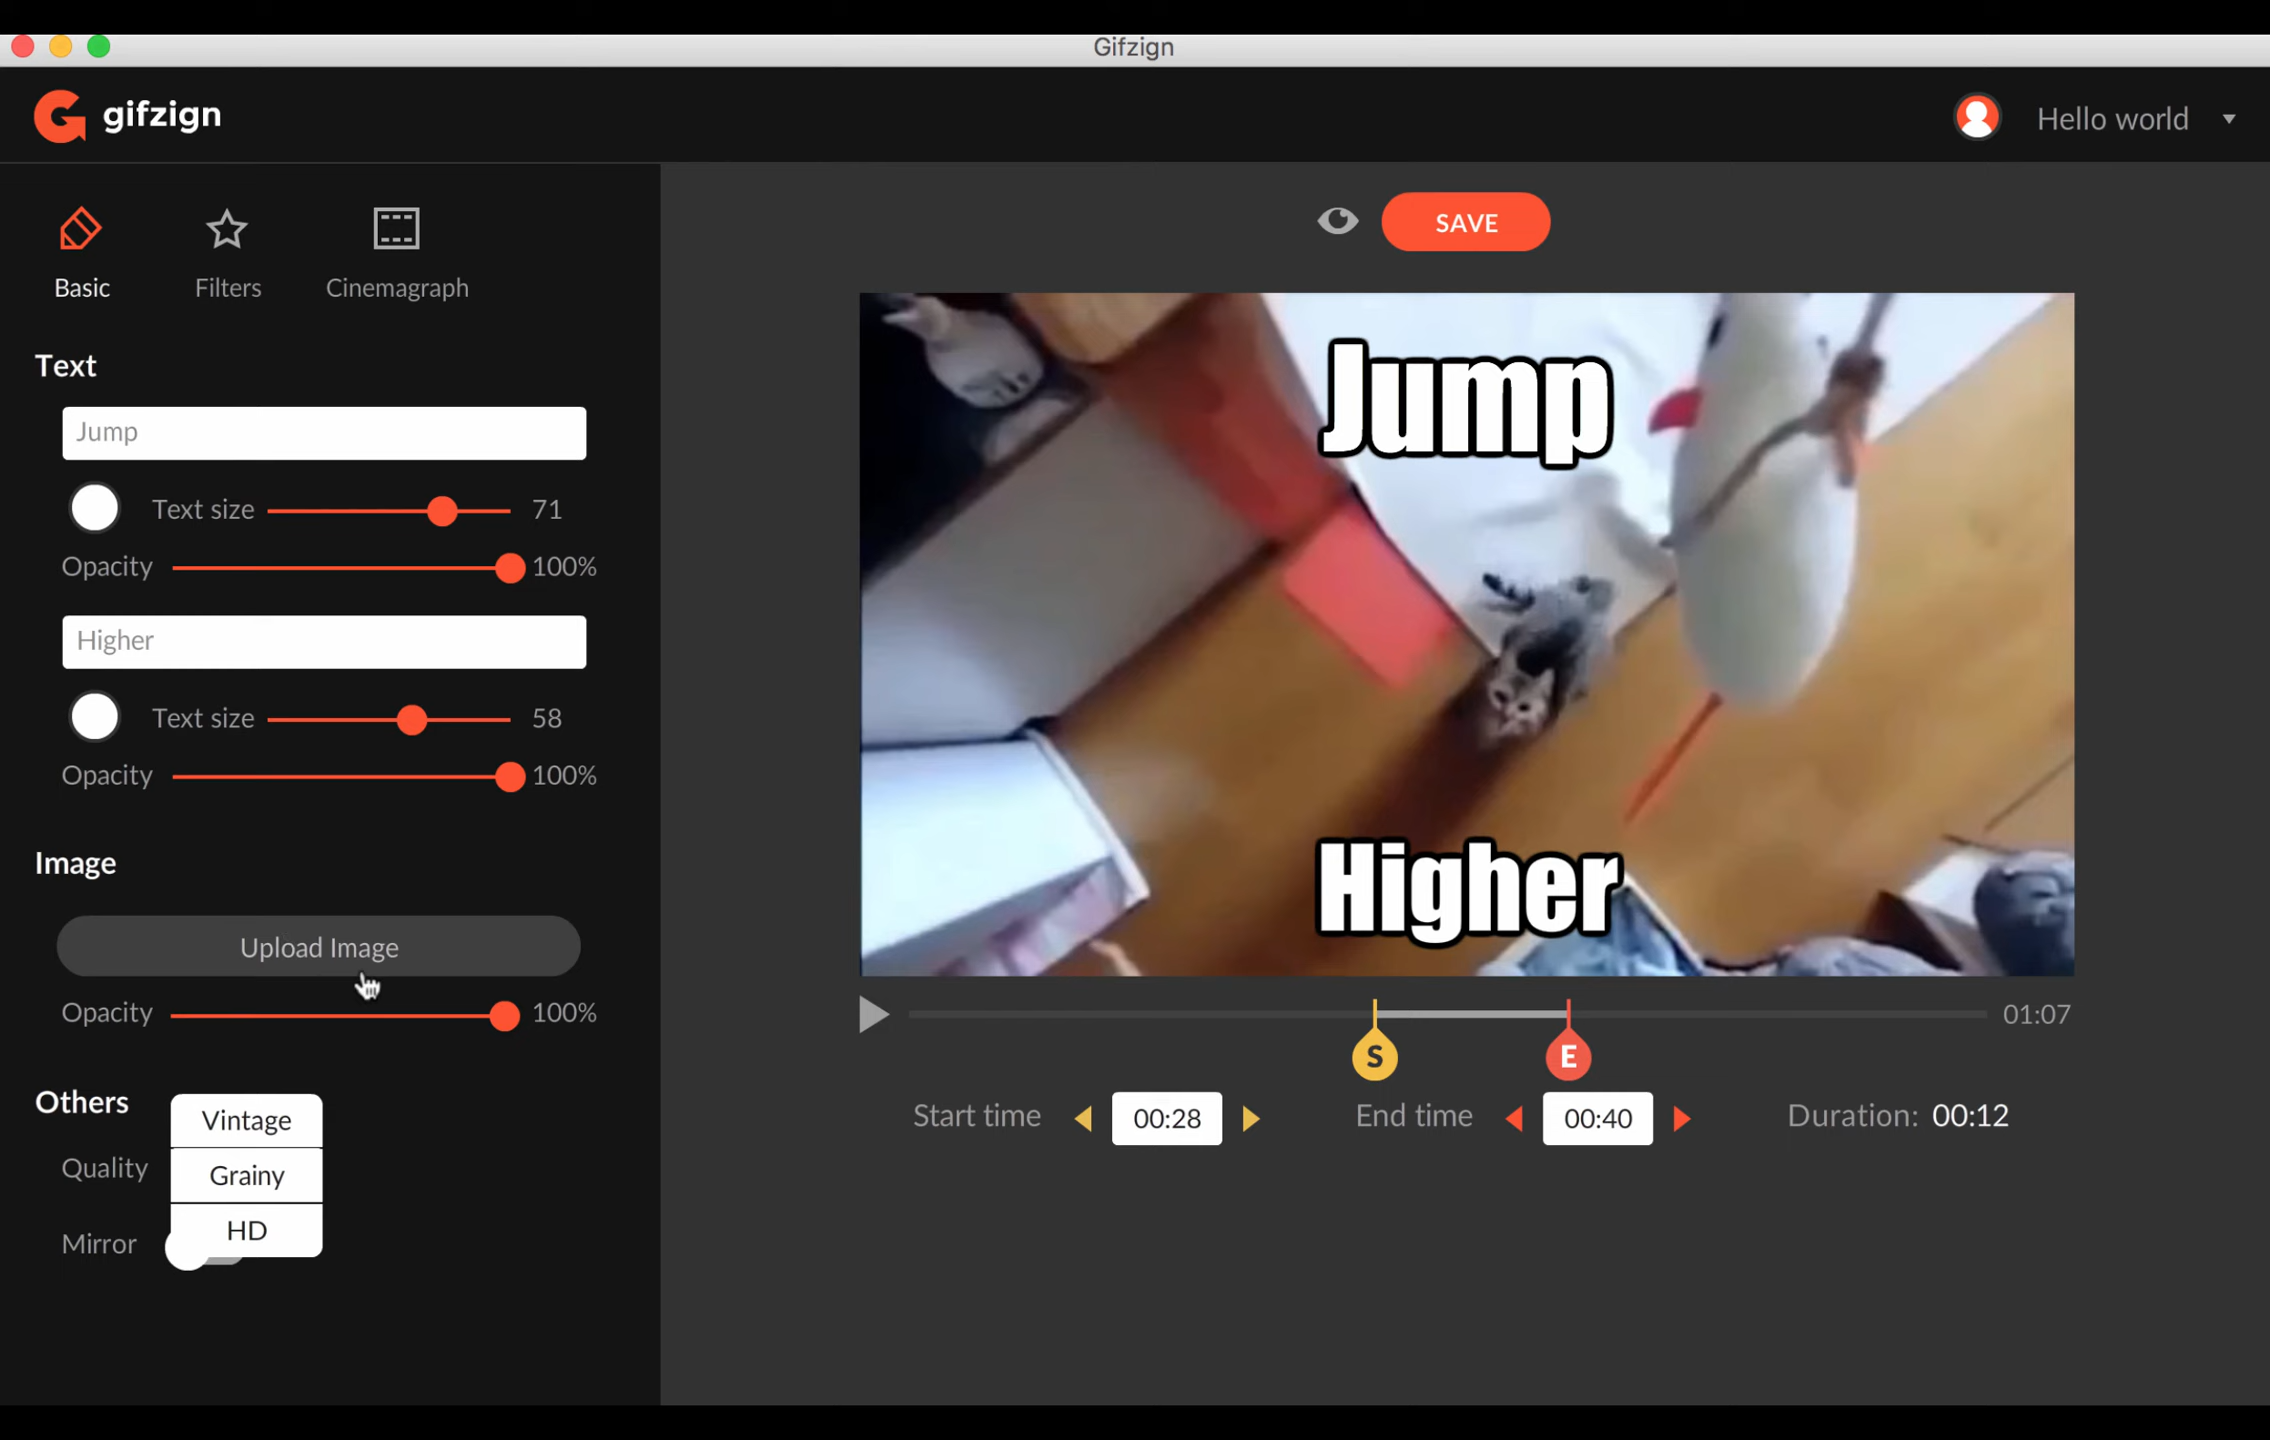 Gifzign
gifzign
Hello world
Basic
Filters
Cinemagraph
SAVE
Text
Jump
Text size
71
Opacity
100%
Higher
Text size
58
Opacity
100%
Image
Upload Image
Opacity
100%
Others
Vintage
Quality
Grainy
HD
Mirror
Jump
Higher
01:07
S
E
Start time
00:28
End time
00:40
Duration: 00:12